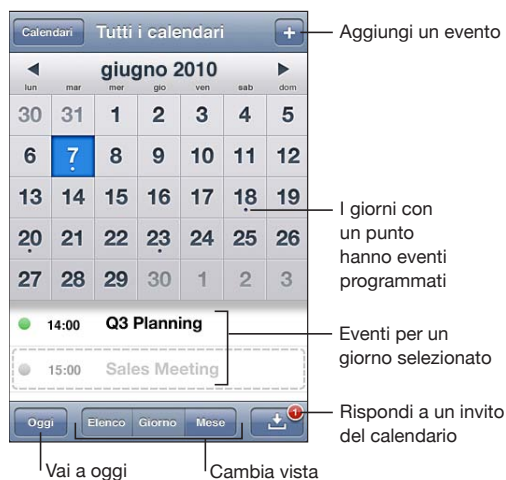 Calendari Tutti i calendari + Aggiungi un evento
giugno 2010
lun mar mer gio ven sab dom
30 31 1 2 3 4 5
6 7 8 9 10 11 12
13 14 15 16 17 18 19
20 21 22 23 24 25 26
27 28 29 30 1 2 3
I giorni con
un punto
hanno eventi
programmati
14:00 Q3 Planning
15:00 Sales Meeting
Eventi per un
giorno selezionato
Oggi Elenco Giorno Mese 1
Rispondi a un invito
del calendario
Vai a oggi Cambia vista